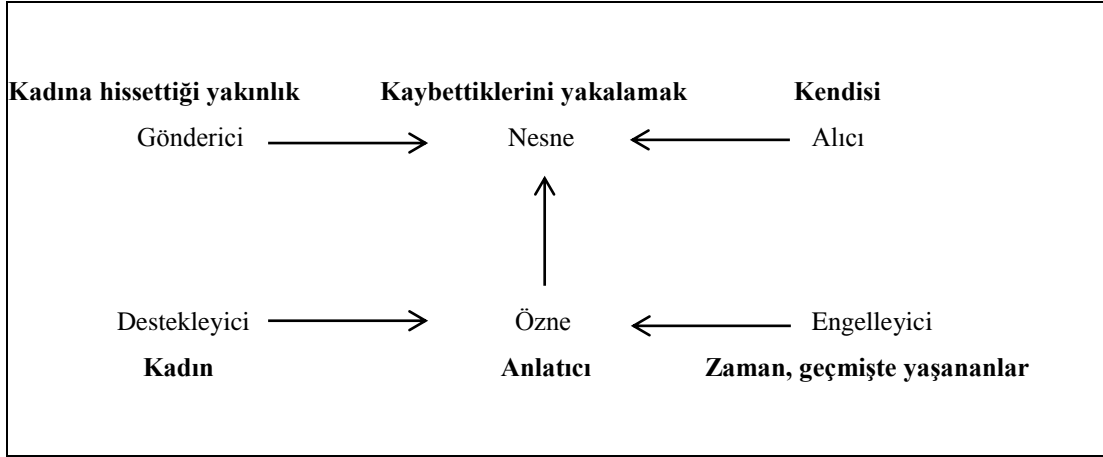 Kadına hissettiği yakınlık Kaybettiklerini yakalamak Kendisi
Gönderici Nesne Alıcı
Destekleyici Özne Engelleyici
Kadın Anlatıcı Zaman, geçmişte yaşananlar